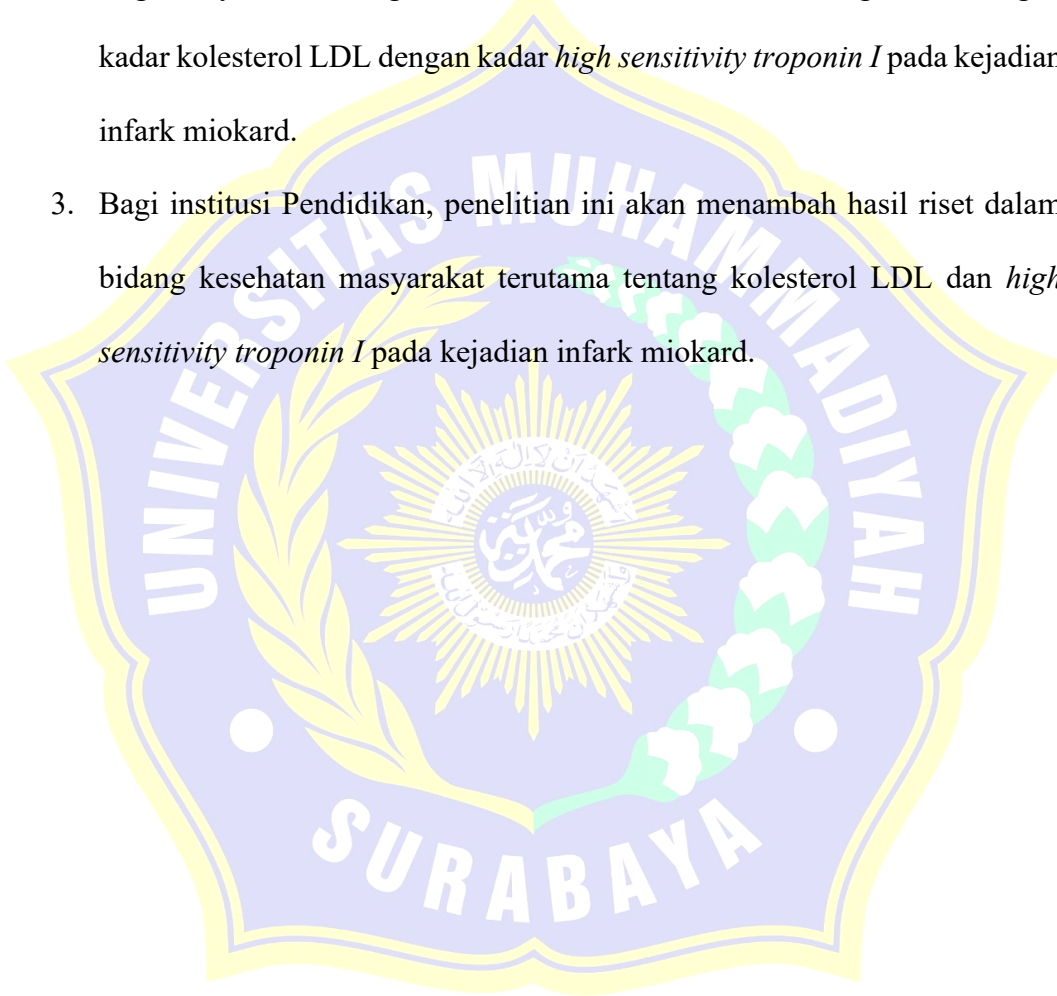 kadar kolesterol LDL dengan kadar high sensitivity troponin I pada kejadian
infark miokard.
3. Bagi institusi Pendidikan, penelitian ini akan menambah hasil riset dalam
bidang kesehatan masyarakat terutama tentang kolesterol LDL dan high
sensitivity troponin I pada kejadian infark miokard.
UNIVERSITAS MUHAMMADIYAH
SURABAYA